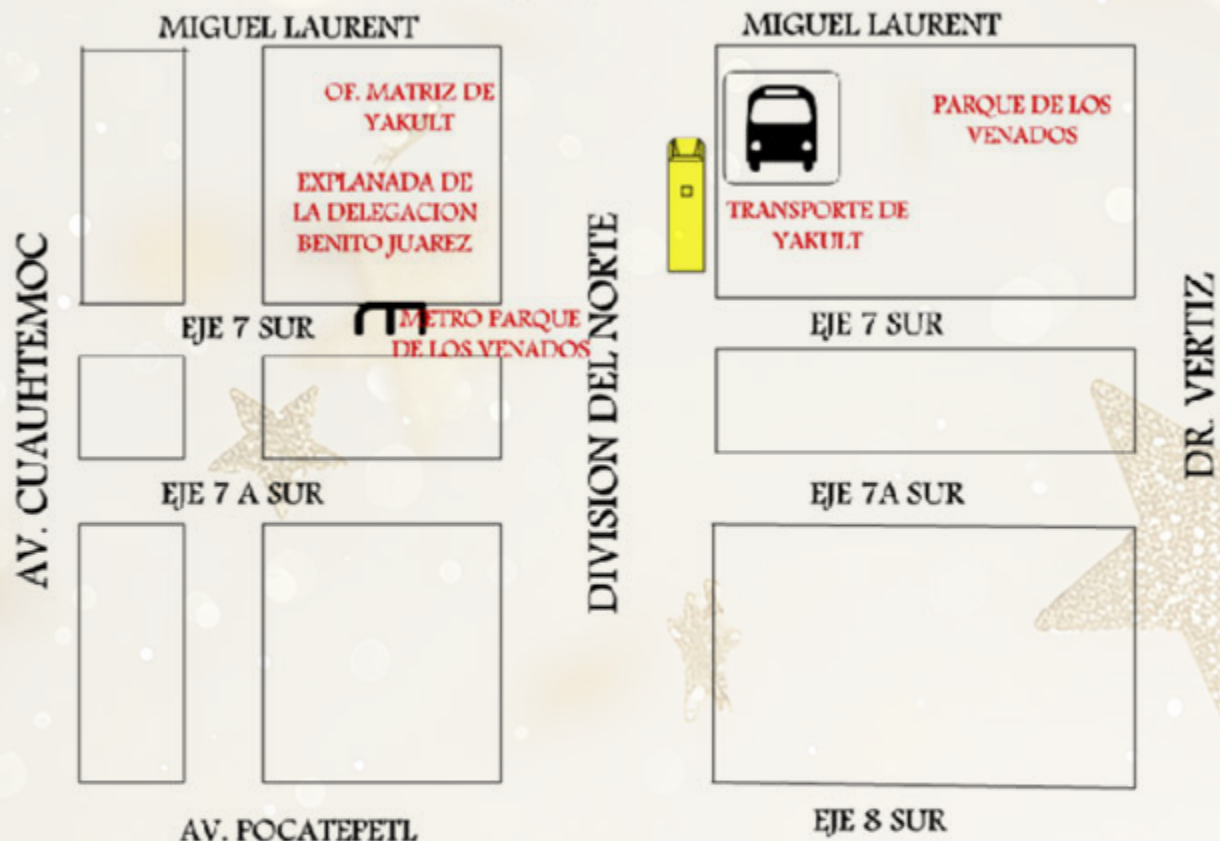 MIGUEL LAURENT
MIGUEL LAURENT
OF. MATRIZ DE
YAKULT
EXPLANADA DE
LA DELEGACION
BENITO JUAREZ
PARQUE DE LOS
VENADOS
TRANSPORTE DE
YAKULT
AV. CUAUHTEMOC
EJE 7 SUR
METRO PARQUE
DE LOS VENADOS
DIVISION DEL NORTE
EJE 7 SUR
DR. VERTIZ
EJE 7 A SUR
EJE 7A SUR
AV. POCATEPETL
EJE 8 SUR